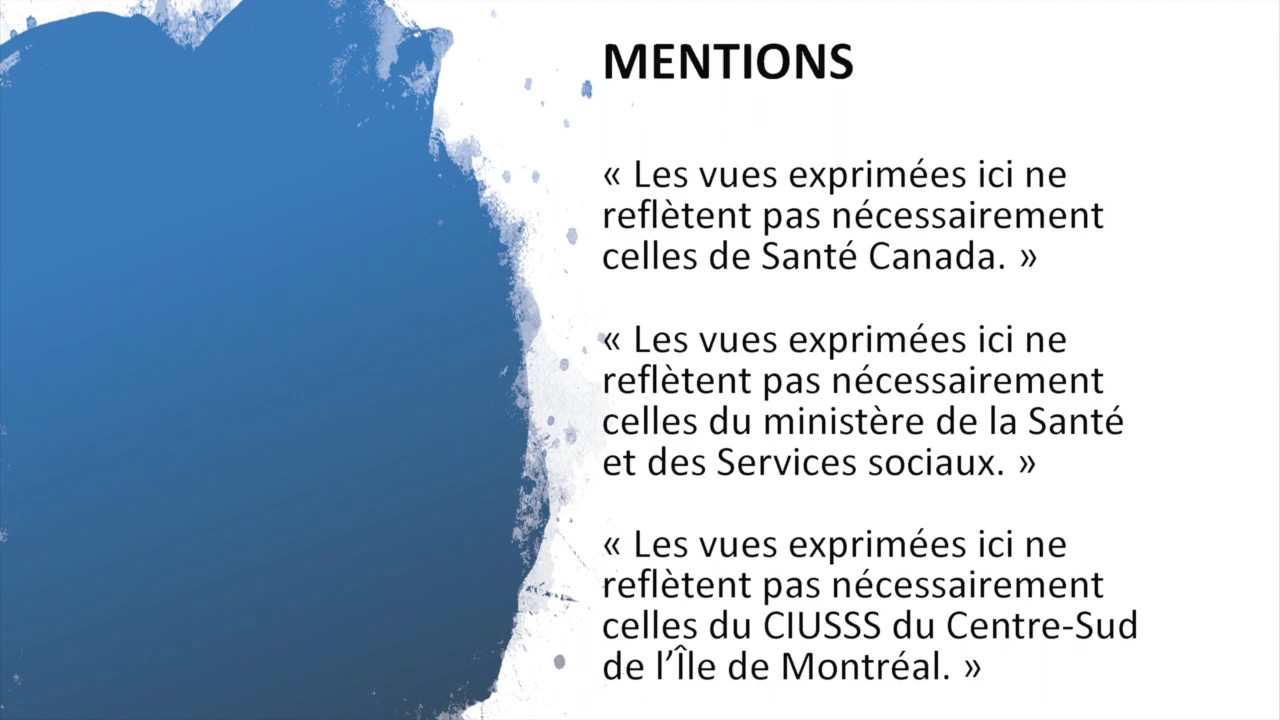 MENTIONS
« Les vues exprimées ici ne
reflètent pas nécessairement
celles de Santé Canada. »
« Les vues exprimées ici ne
reflètent pas nécessairement
celles du ministère de la Santé
et des Services sociaux. »
« Les vues exprimées ici ne
reflètent pas nécessairement
celles du CIUSSS du Centre-Sud
de l’Île de Montréal. »